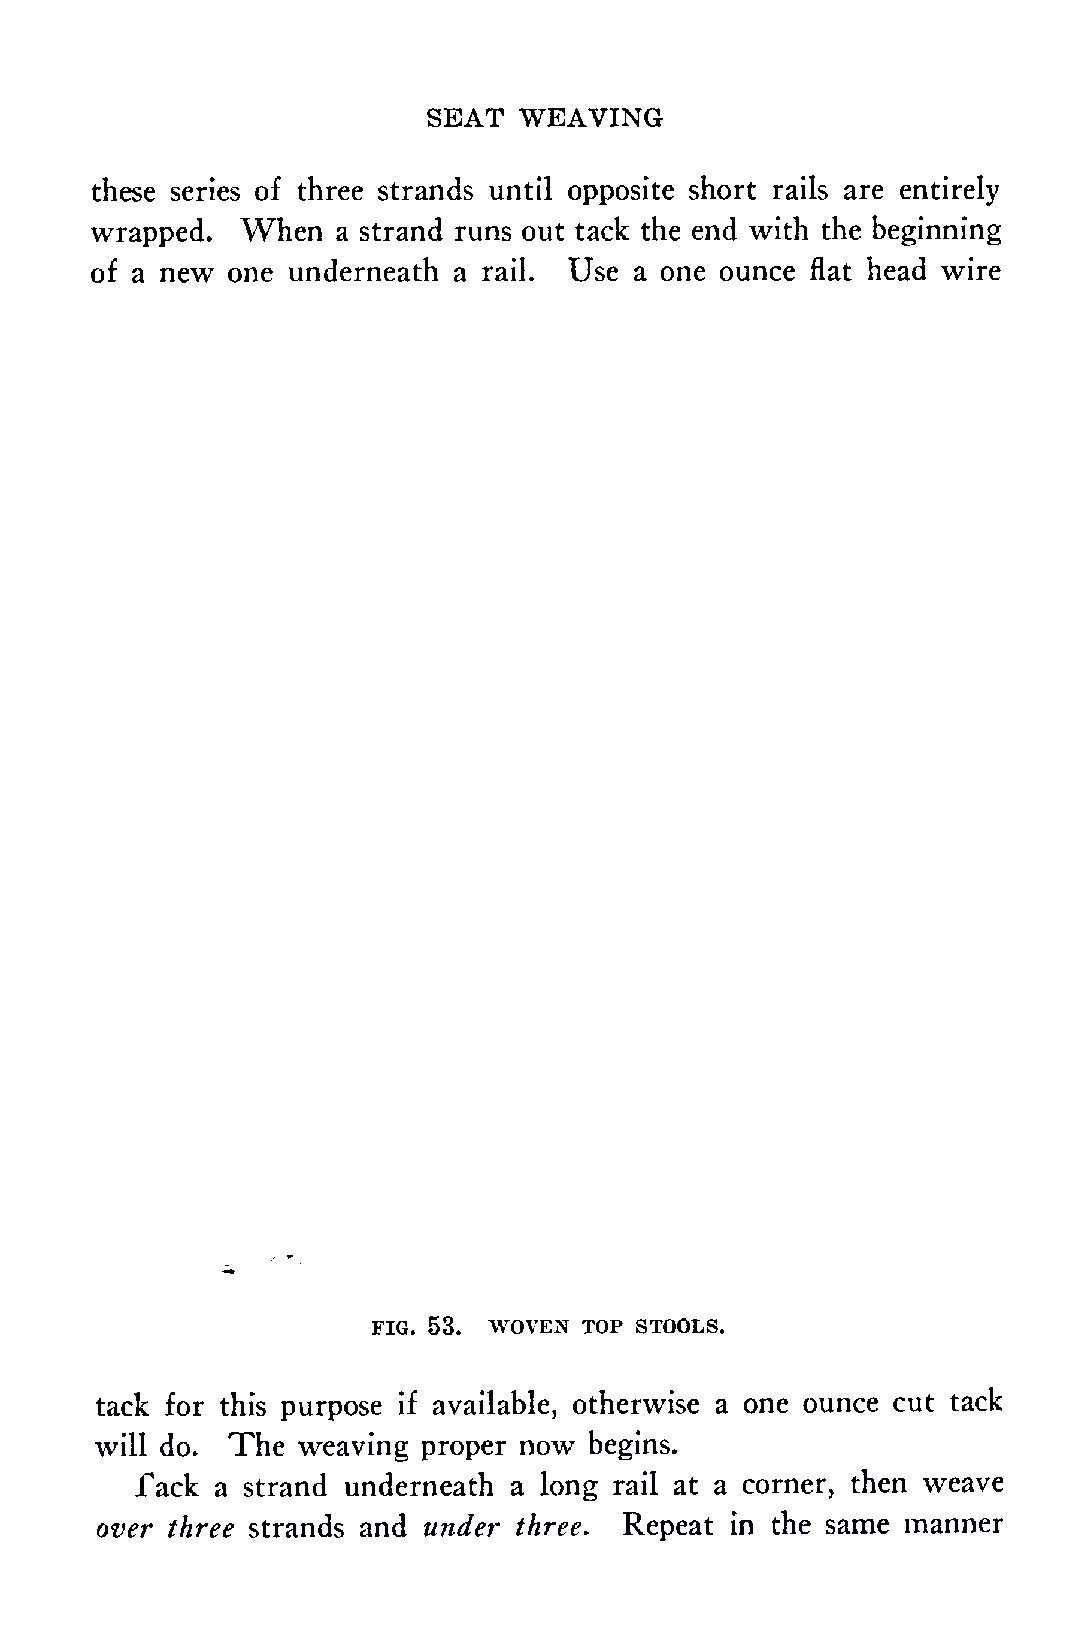 SEAT WEAVING
these series of three strands until opposite short rails are entirely
wrapped. When a strand runs out tack the end with the beginning
of a new one underneath a rail. Use a one ounce flat head wire
FIG. 53. WOVEN TOP STOOLS.
tack for this purpose if available, otherwise a one ounce cut tack
will do. The weaving proper now begins.
Tack a strand underneath a long rail at a corner, then weave
over three strands and under three. Repeat in the same manner